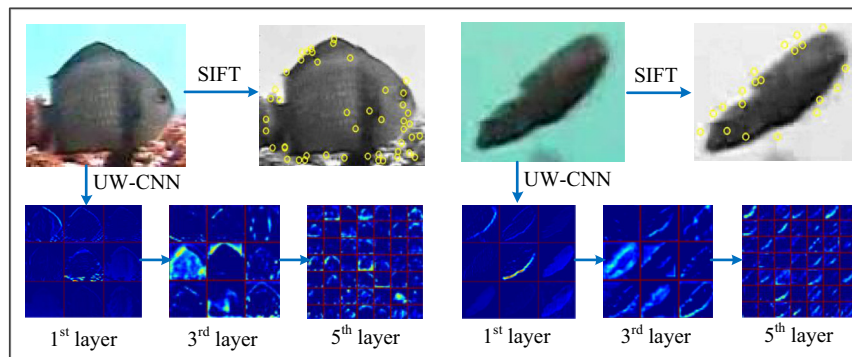 SIFT
SIFT
UW-CNN
UW-CNN
1st layer
3rd layer
5th layer
1st layer
3rd layer
5th layer